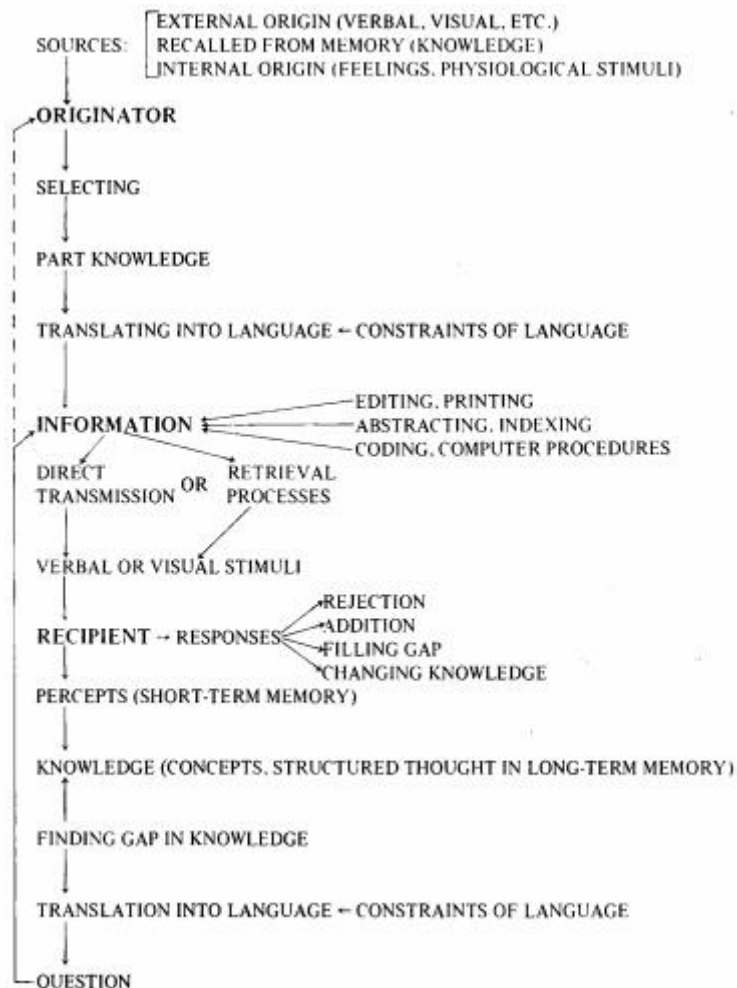 SOURCES:
EXTERNAL ORIGIN (VERBAL, VISUAL, ETC.)
RECALLED FROM MEMORY (KNOWLEDGE)
INTERNAL ORIGIN (FEELINGS, PHYSIOLOGICAL STIMULI)
ORIGINATOR
SELECTING
PART KNOWLEDGE
TRANSLATING INTO LANGUAGE ← CONSTRAINTS OF LANGUAGE
INFORMATION
EDITING, PRINTING
ABSTRACTING, INDEXING
CODING, COMPUTER PROCEDURES
DIRECT
TRANSMISSION
OR
RETRIEVAL
PROCESSES
VERBAL OR VISUAL STIMULI
RECIPIENT → RESPONSES
REJECTION
ADDITION
FILLING GAP
CHANGING KNOWLEDGE
PERCEPTS (SHORT-TERM MEMORY)
KNOWLEDGE (CONCEPTS, STRUCTURED THOUGHT IN LONG-TERM MEMORY)
FINDING GAP IN KNOWLEDGE
TRANSLATION INTO LANGUAGE ← CONSTRAINTS OF LANGUAGE
QUESTION